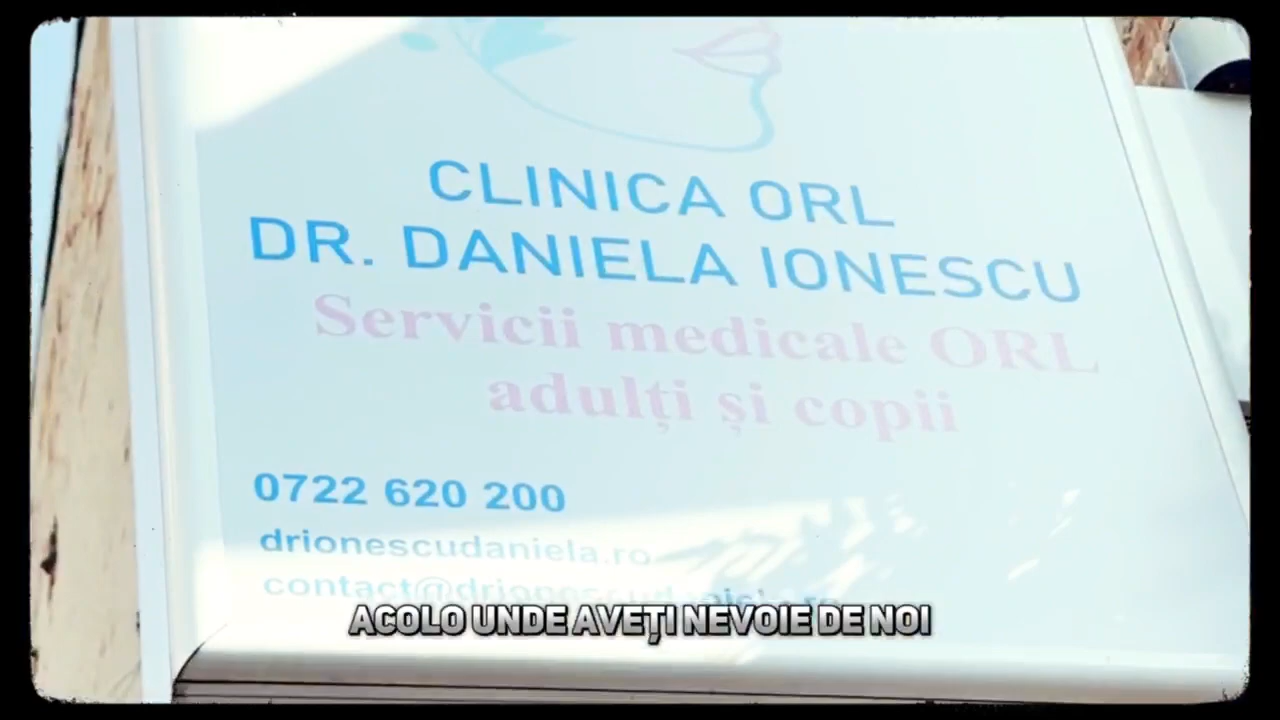 CLINICA ORL
DR. DANIELA IONESCU
Servicii medicale ORL
adulți și copii
0722 620 200
drionescudaniela.ro
ACOLO UNDE AVEȚI NEVOIE DE NOI